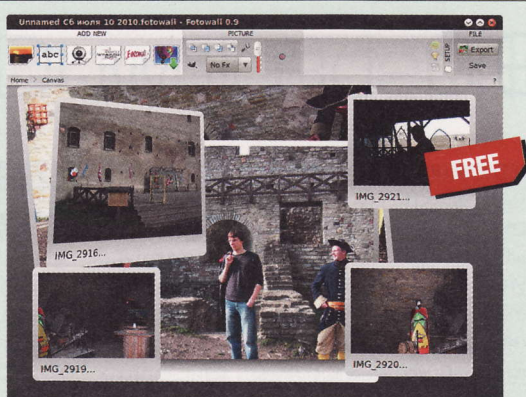 Unnamed Сб июля 10 2010.fotowall - Fotowall 0.9
ADD NEW
PICTURE
FILE
abc
No Fx
SETUP
Export
Save
Home > Canvas
?
FREE
IMG_2916...
IMG_2921...
IMG_2919...
IMG_2920...